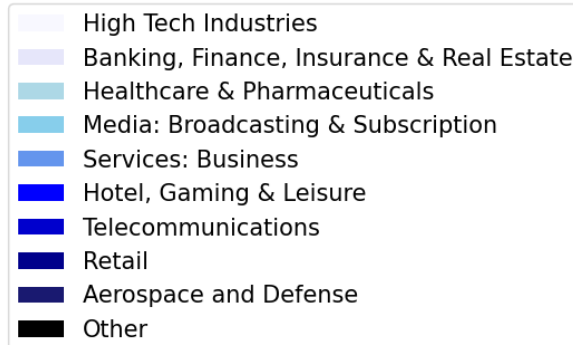 High Tech Industries
Banking, Finance, Insurance & Real Estate
Healthcare & Pharmaceuticals
Media: Broadcasting & Subscription
Services: Business
Hotel, Gaming & Leisure
Telecommunications
Retail
Aerospace and Defense
Other